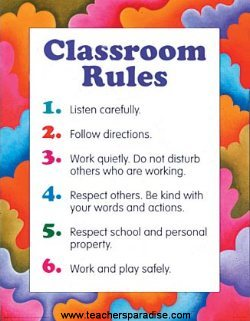 Classroom
Rules
1. Listen carefully.
2. Follow directions.
3. Work quietly. Do not disturb
others who are working.
4. Respect others. Be kind with
your words and actions.
5. Respect school and personal
property.
6. Work and play safely.
www.teachersparadise.com